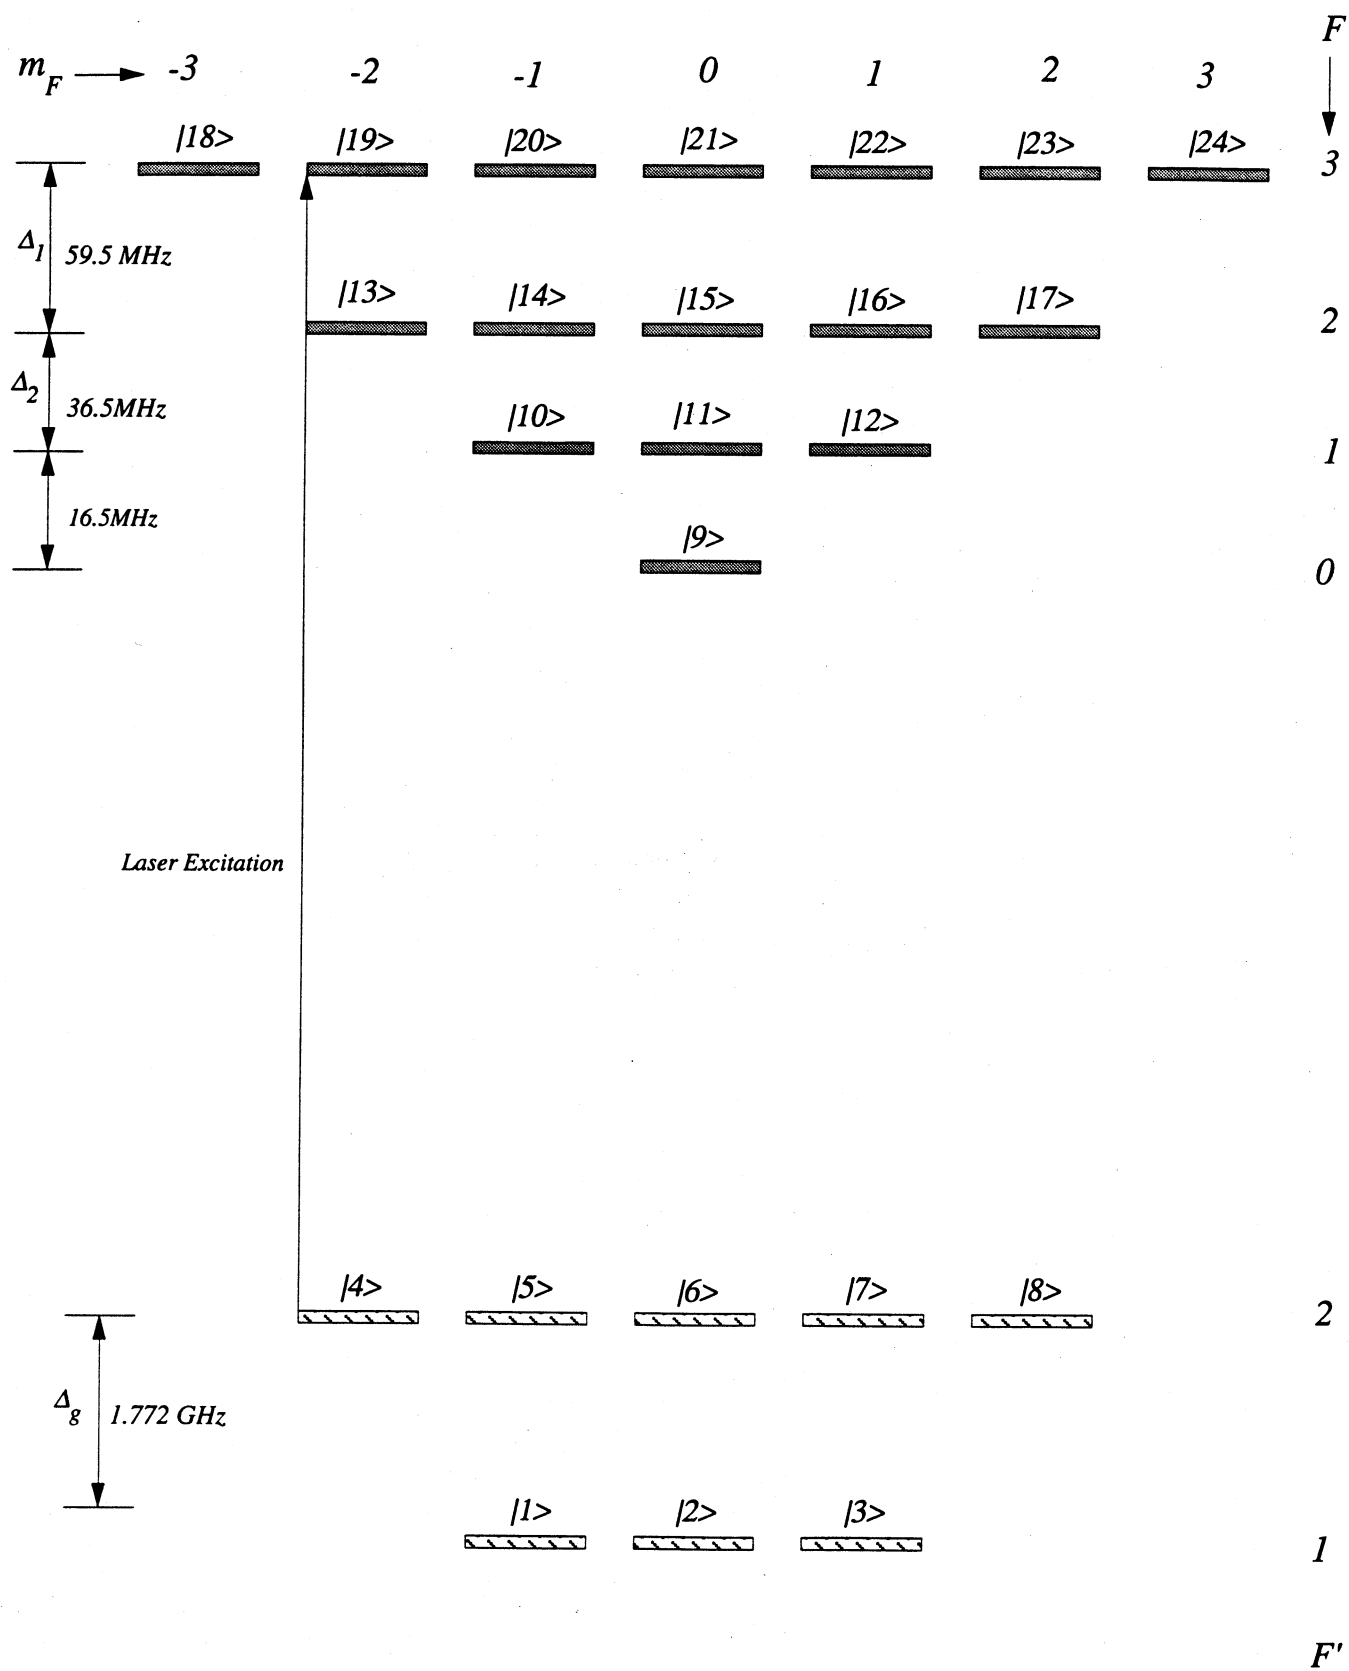 F
m_F -3 -2 -1 0 1 2 3
|18> |19> |20> |21> |22> |23> |24> 3
Δ₁ 59.5 MHz
|13> |14> |15> |16> |17> 2
Δ₂ 36.5MHz
|10> |11> |12> 1
16.5MHz
|9> 0
Laser Excitation
|4> |5> |6> |7> |8> 2
Δ_g 1.772 GHz
|1> |2> |3> 1
F'